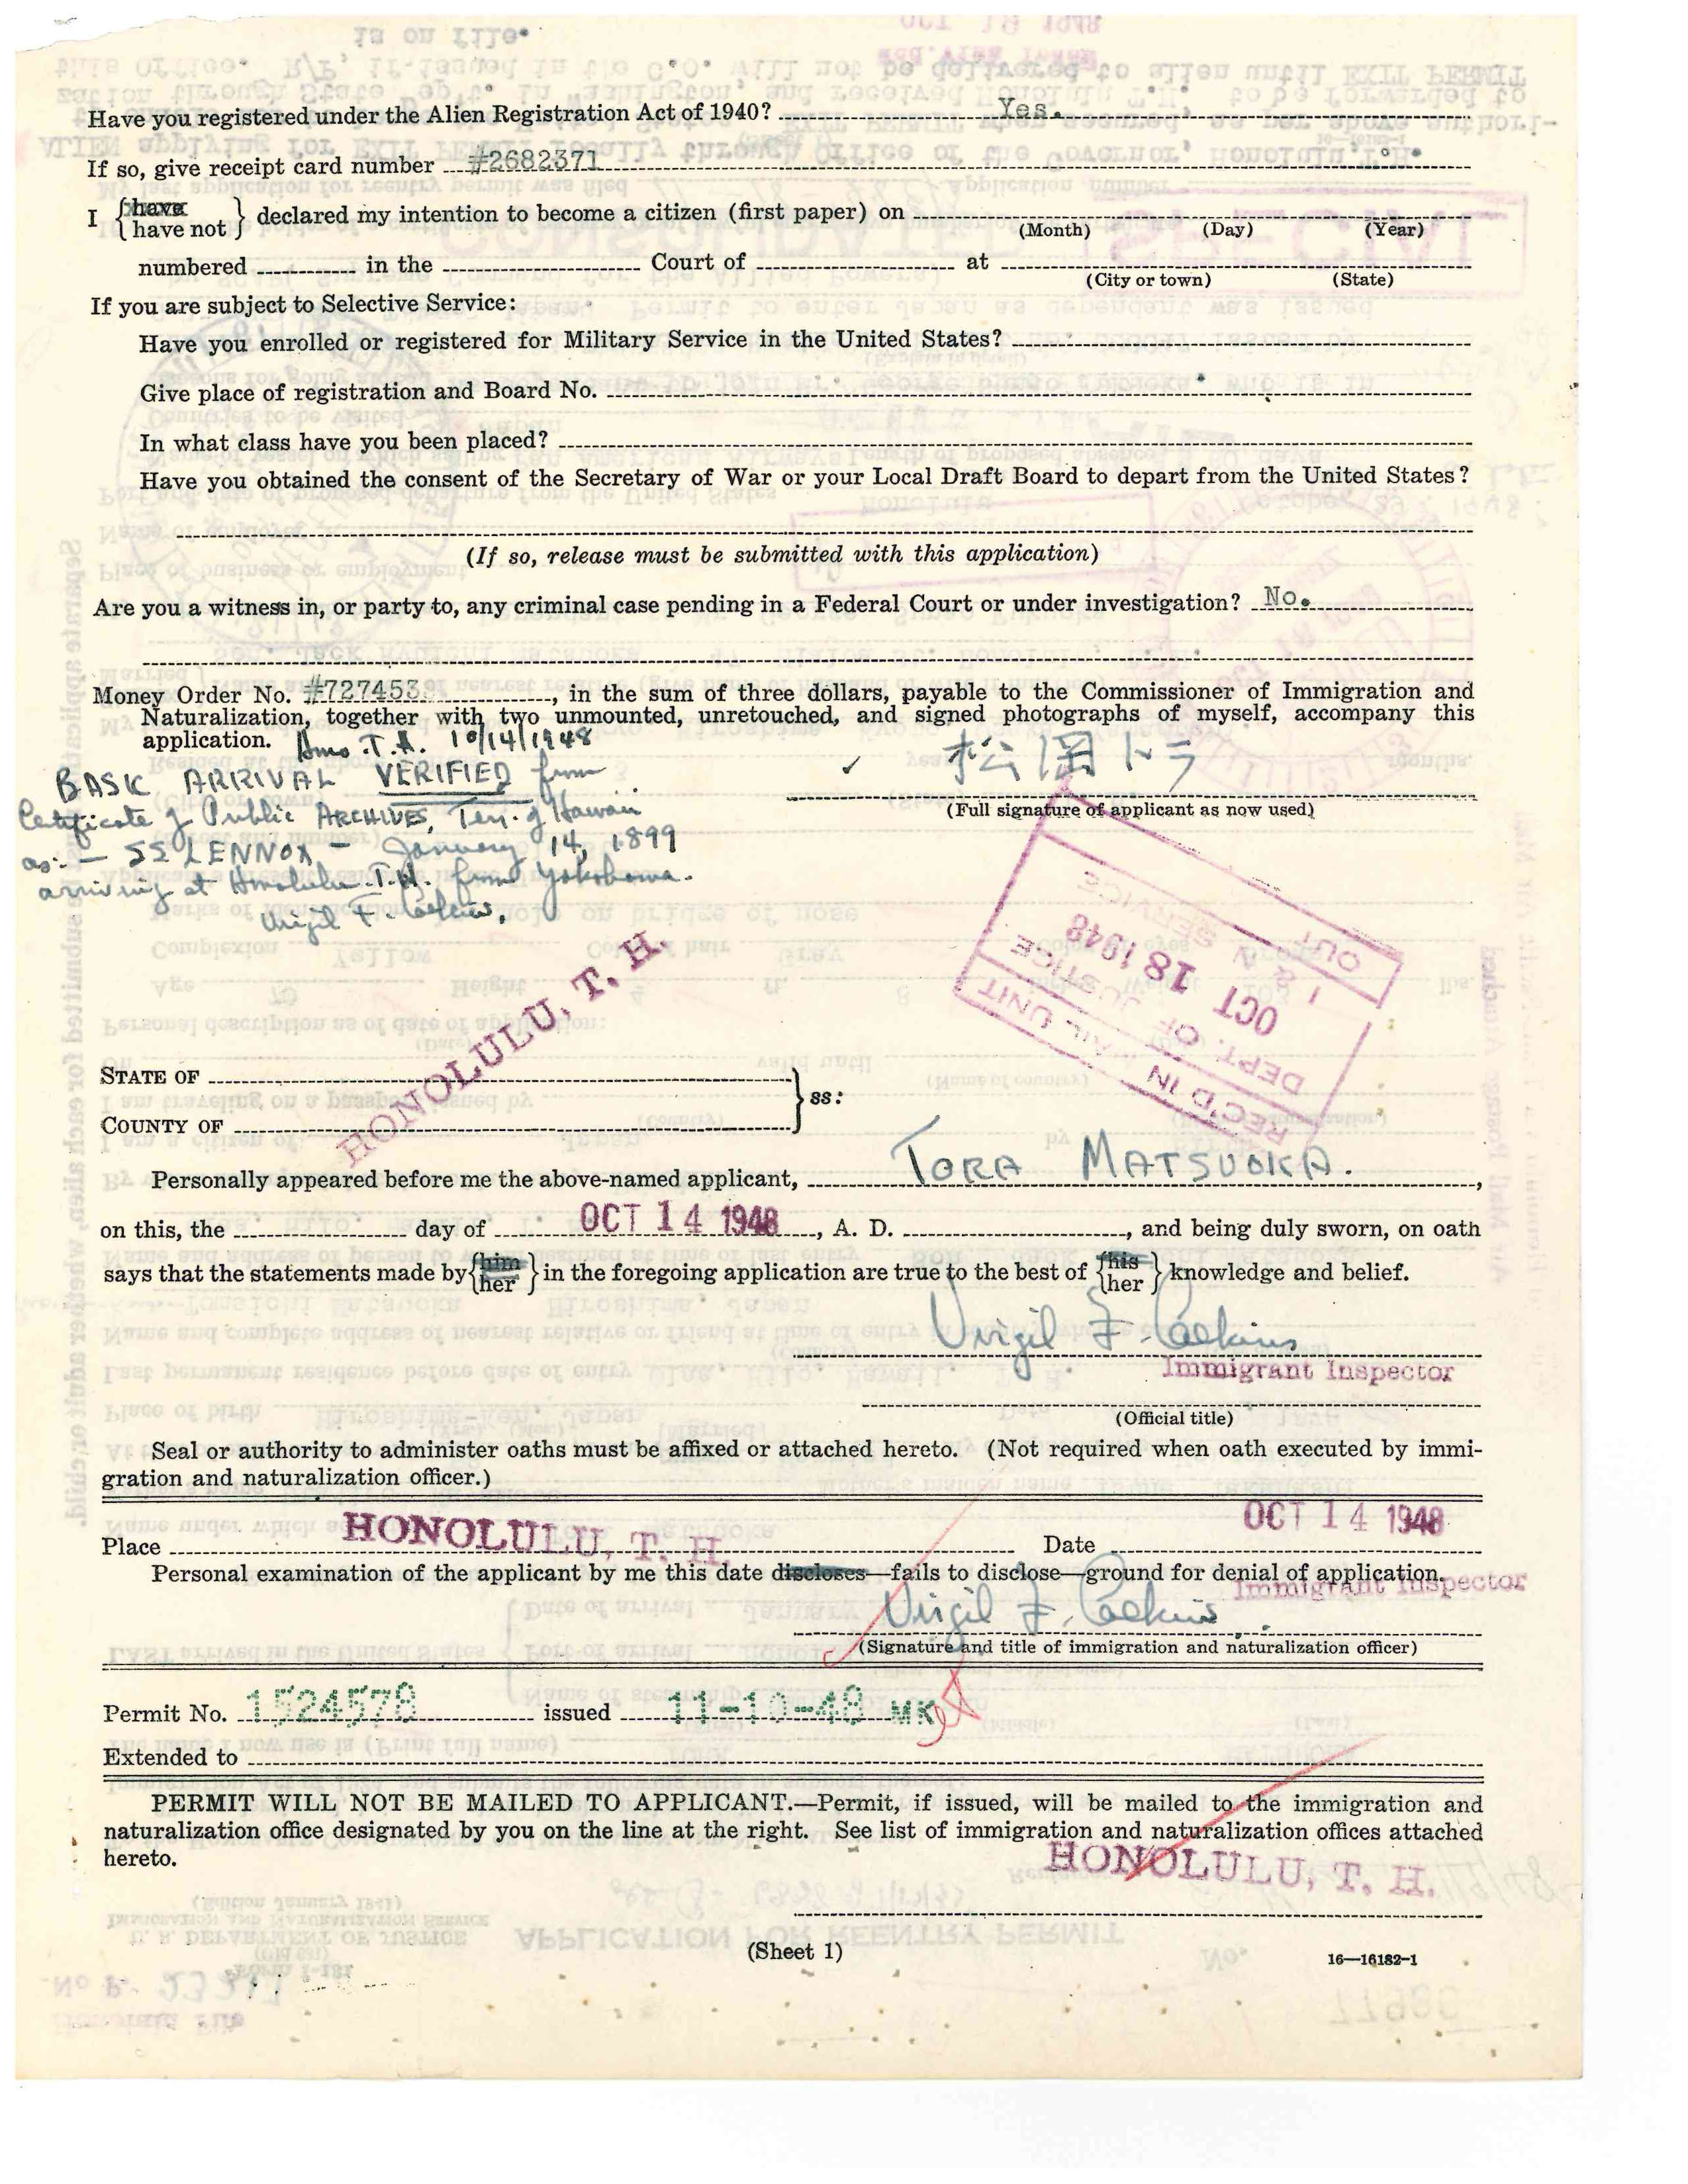 Have you registered under the Alien Registration Act of 1940? Yes.
If so, give receipt card number #2682371
I {have / have not} declared my intention to become a citizen (first paper) on
(Month) (Day) (Year)
numbered in the Court of at
(City or town) (State)
If you are subject to Selective Service:
Have you enrolled or registered for Military Service in the United States?
Give place of registration and Board No.
In what class have you been placed?
Have you obtained the consent of the Secretary of War or your Local Draft Board to depart from the United States?
(If so, release must be submitted with this application)
Are you a witness in, or party to, any criminal case pending in a Federal Court or under investigation? No.
Money Order No. #727453, in the sum of three dollars, payable to the Commissioner of Immigration and
Naturalization, together with two unmounted, unretouched, and signed photographs of myself, accompany this
application. T.H. 10/14/1948
BASK ARRIVAL VERIFIED from
Certificate of Public ARCHIVES, Terr. of Hawaii
as:— SS LENNOX — January 14, 1899
arriving at Honolulu T.H. from Yokohama.
Virgil F.
松岡トラ
(Full signature of applicant as now used)
REC'D IN MAIL UNIT
DEPT. OF JUSTICE
OCT 18 1948
I & N SERVICE
OUT
HONOLULU, T. H.
STATE OF
COUNTY OF
ss:
Personally appeared before me the above-named applicant, TORA MATSUOKA.,
on this, the day of OCT 14 1948, A. D. , and being duly sworn, on oath
says that the statements made by {him / her} in the foregoing application are true to the best of {his / her} knowledge and belief.
Virgil F.
Immigrant Inspector
(Official title)
Seal or authority to administer oaths must be affixed or attached hereto. (Not required when oath executed by immi-
gration and naturalization officer.)
Place HONOLULU, T. H. Date OCT 14 1948
Personal examination of the applicant by me this date discloses—fails to disclose—ground for denial of application.
Virgil F. Immigrant Inspector
(Signature and title of immigration and naturalization officer)
Permit No. 1524578 issued 11-10-48 MK
Extended to
PERMIT WILL NOT BE MAILED TO APPLICANT.—Permit, if issued, will be mailed to the immigration and
naturalization office designated by you on the line at the right. See list of immigration and naturalization offices attached
hereto.
HONOLULU, T. H.
(Sheet 1)
16—16182-1